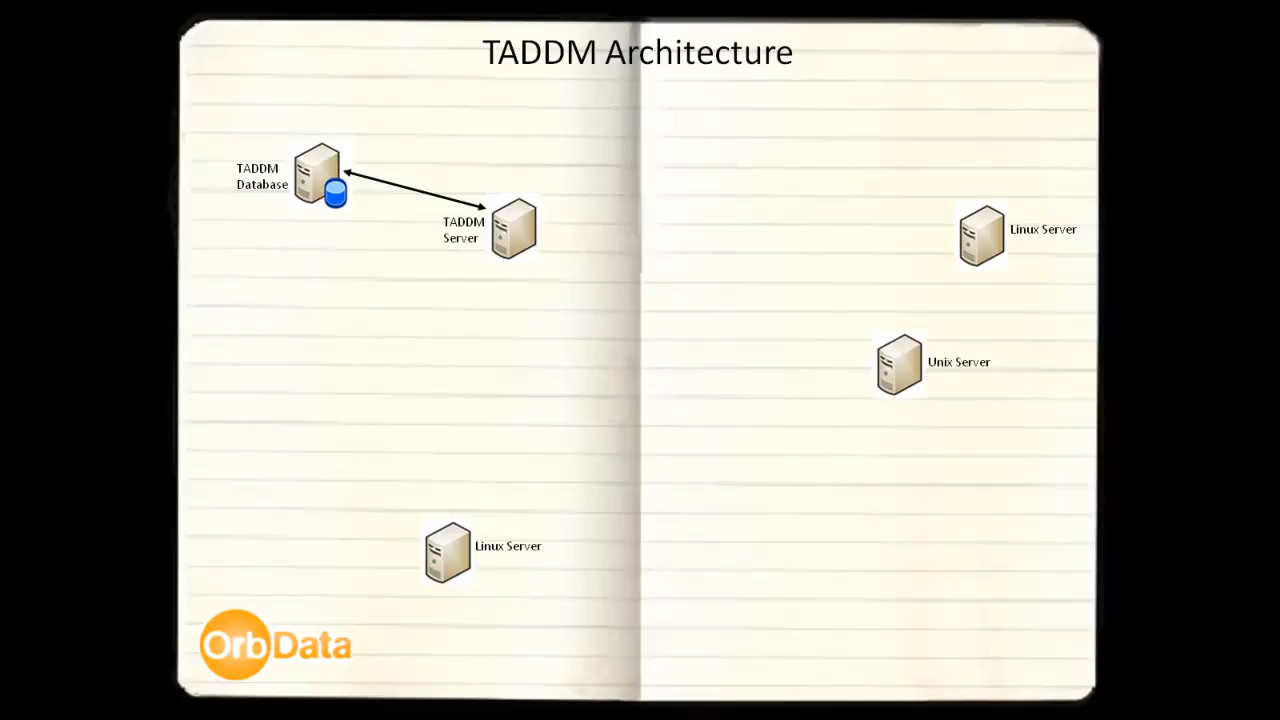 TADDM Architecture
TADDM
Database
TADDM
Server
Linux Server
Unix Server
Linux Server
OrbData